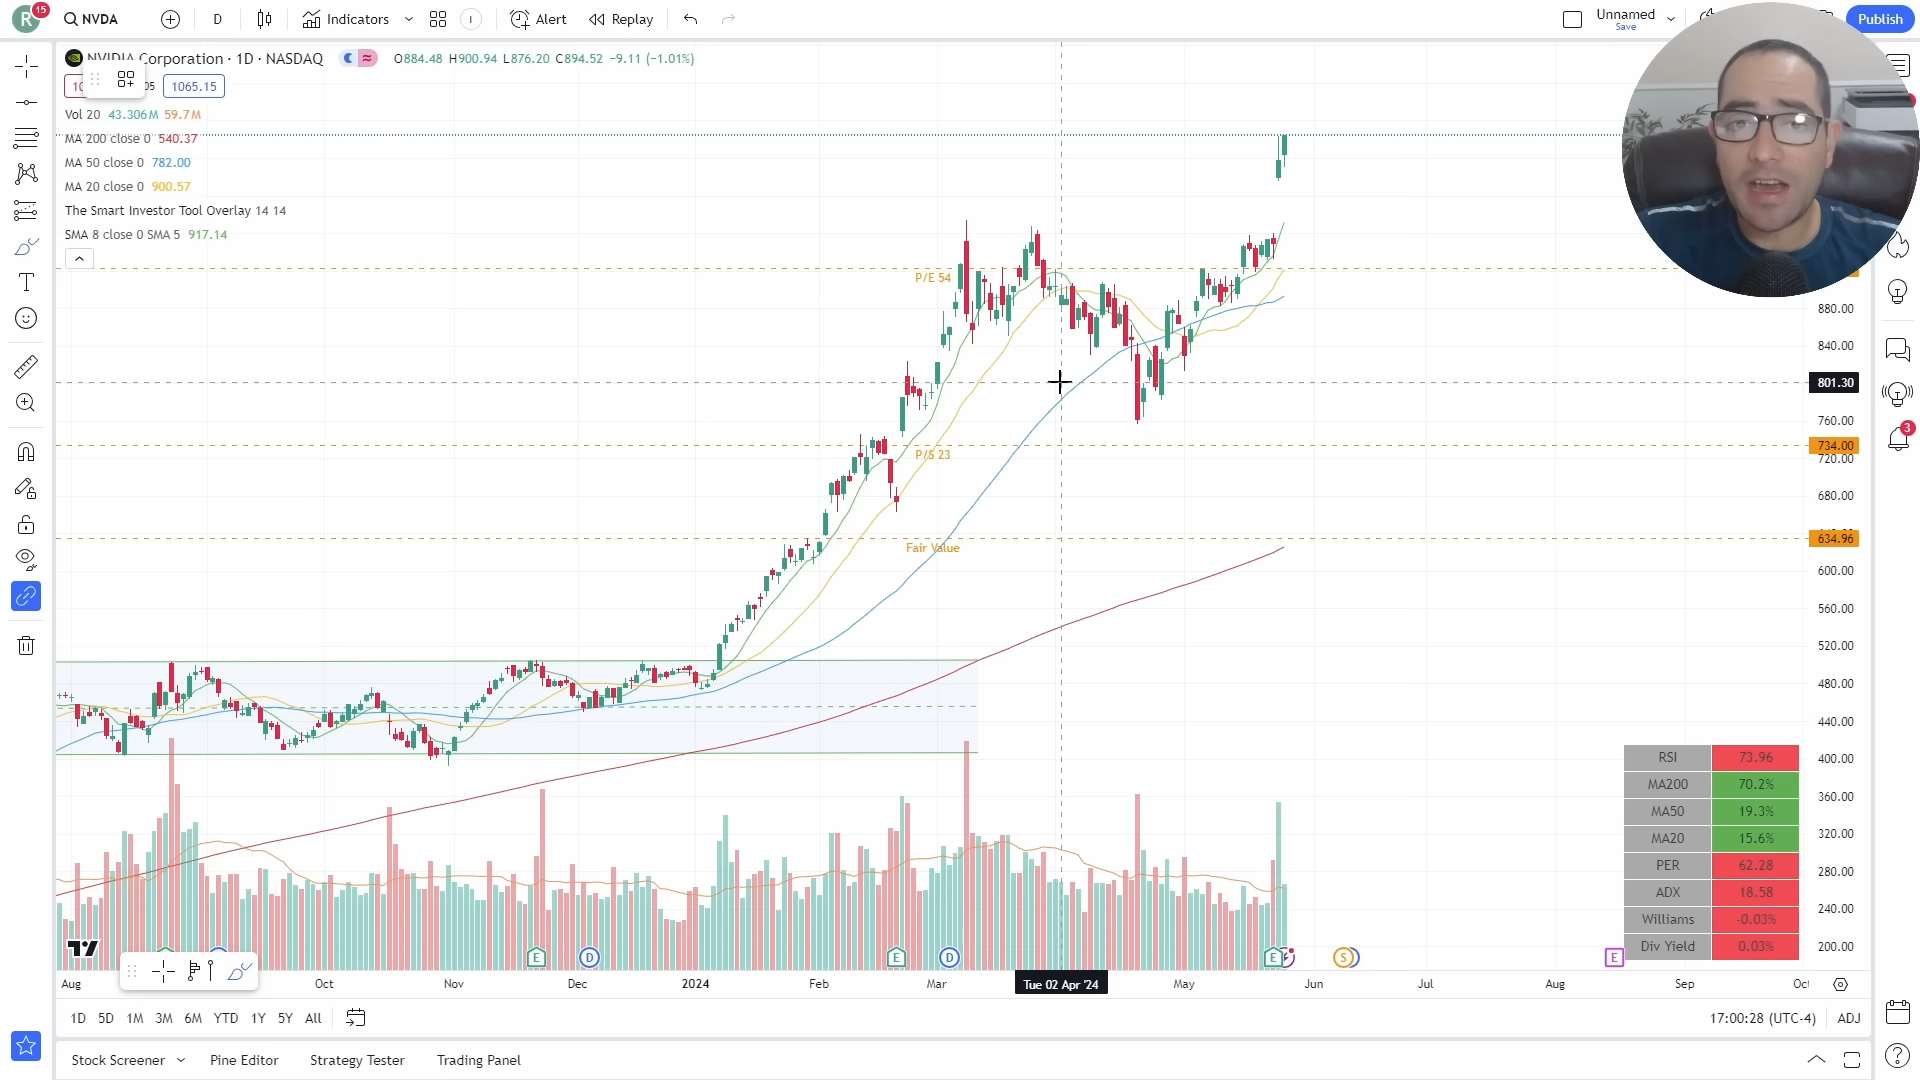 R
15
NVDA
D
Indicators
Alert
Replay
Unnamed
Save
Publish
NVIDIA Corporation · 1D · NASDAQ
O884.48 H900.94 L876.20 C894.52 −9.11 (−1.01%)
1065.15
Vol 20 43.306M 59.7M
MA 200 close 0 540.37
MA 50 close 0 782.00
MA 20 close 0 900.57
The Smart Investor Tool Overlay 14 14
SMA 8 close 0 SMA 5 917.14
P/E 54
P/S 23
Fair Value
880.00
840.00
801.30
760.00
734.00
720.00
680.00
634.96
600.00
560.00
520.00
480.00
440.00
400.00
360.00
320.00
280.00
240.00
200.00
3
RSI 73.96
MA200 70.2%
MA50 19.3%
MA20 15.6%
PER 62.28
ADX 18.58
Williams -0.03%
Div Yield 0.03%
E
D
E
D
E
S
E
Aug
Oct
Nov
Dec
2024
Feb
Mar
Tue 02 Apr '24
May
Jun
Jul
Aug
Sep
1D 5D 1M 3M 6M YTD 1Y 5Y All
17:00:28 (UTC-4) ADJ
Stock Screener Pine Editor Strategy Tester Trading Panel